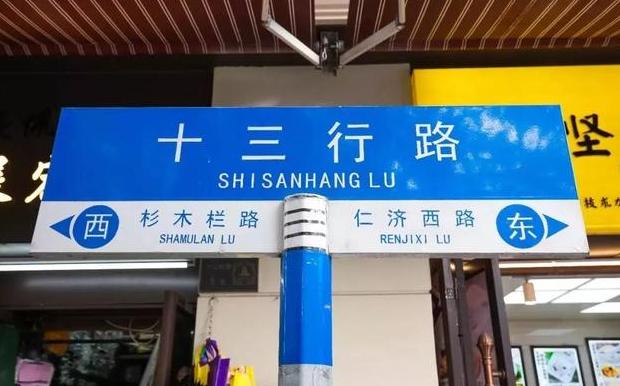 十三行路
SHISANHANG LU
西
杉木栏路
SHAMULAN LU
仁济西路
RENJIXI LU
东
坚